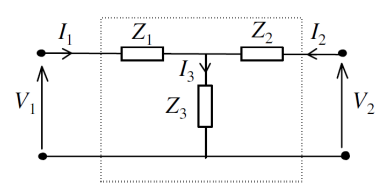 I₁ Z₁ Z₂ I₂
I₃
V₁ Z₃ V₂